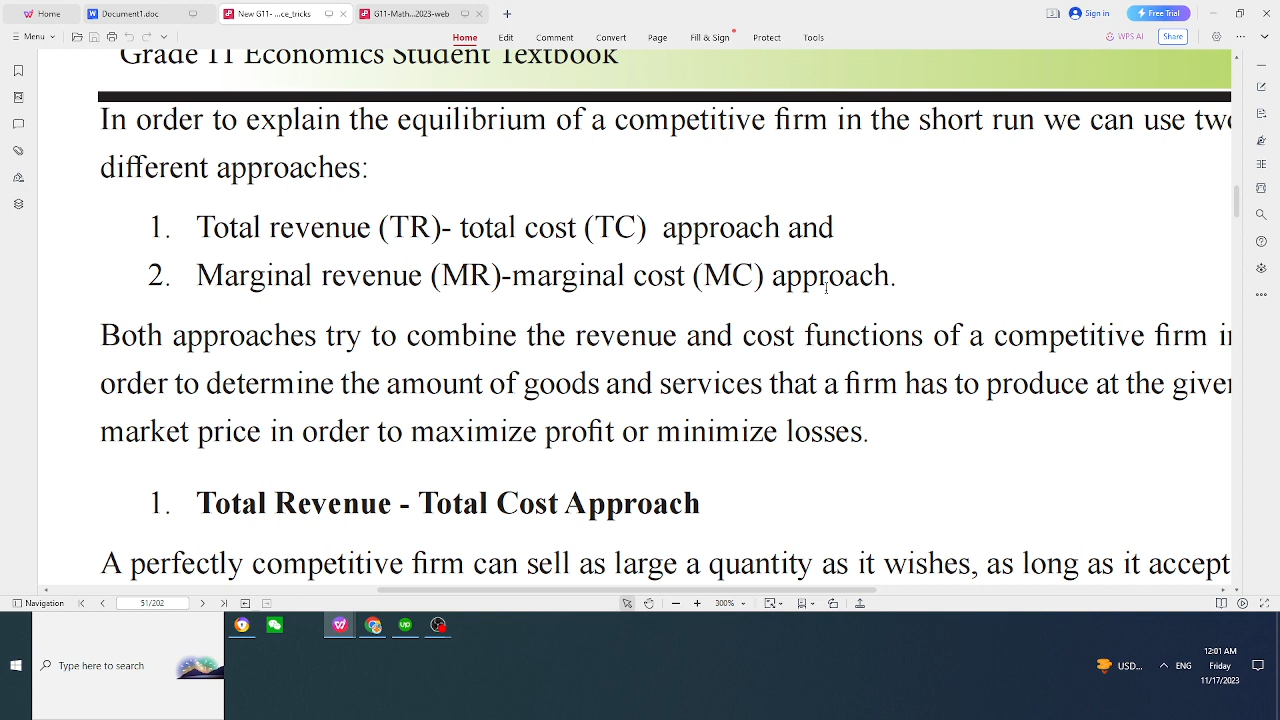 Home
Document1.doc
New G11- ...ce_tricks
G11-Math...2023-web
Sign in
Free Trial
Menu
Home
Edit
Comment
Convert
Page
Fill & Sign
Protect
Tools
WPS AI
Share
Grade 11 Economics Student Textbook
In order to explain the equilibrium of a competitive firm in the short run we can use two
different approaches:
1. Total revenue (TR)- total cost (TC) approach and
2. Marginal revenue (MR)-marginal cost (MC) approach.
Both approaches try to combine the revenue and cost functions of a competitive firm in
order to determine the amount of goods and services that a firm has to produce at the given
market price in order to maximize profit or minimize losses.
1. Total Revenue - Total Cost Approach
A perfectly competitive firm can sell as large a quantity as it wishes, as long as it accept
Navigation
51/202
300%
Type here to search
USD...
ENG
12:01 AM
Friday
11/17/2023